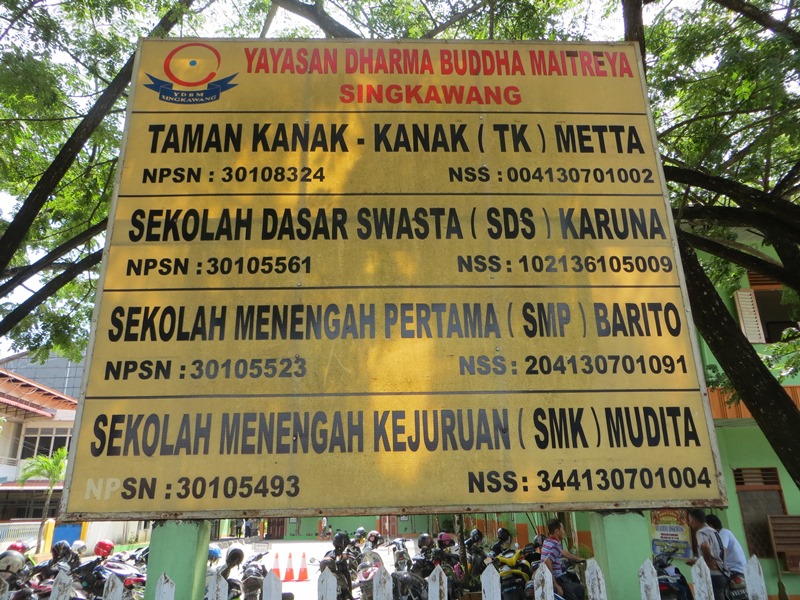 YAYASAN DHARMA BUDDHA MAITREYA
SINGKAWANG
YDBM
SINGKAWANG
TAMAN KANAK - KANAK ( TK ) METTA
NPSN : 30108324 NSS : 004130701002
SEKOLAH DASAR SWASTA ( SDS ) KARUNA
NPSN : 30105561 NSS : 102136105009
SEKOLAH MENENGAH PERTAMA ( SMP ) BARITO
NPSN : 30105523 NSS : 204130701091
SEKOLAH MENENGAH KEJURUAN ( SMK ) MUDITA
NPSN : 30105493 NSS : 344130701004